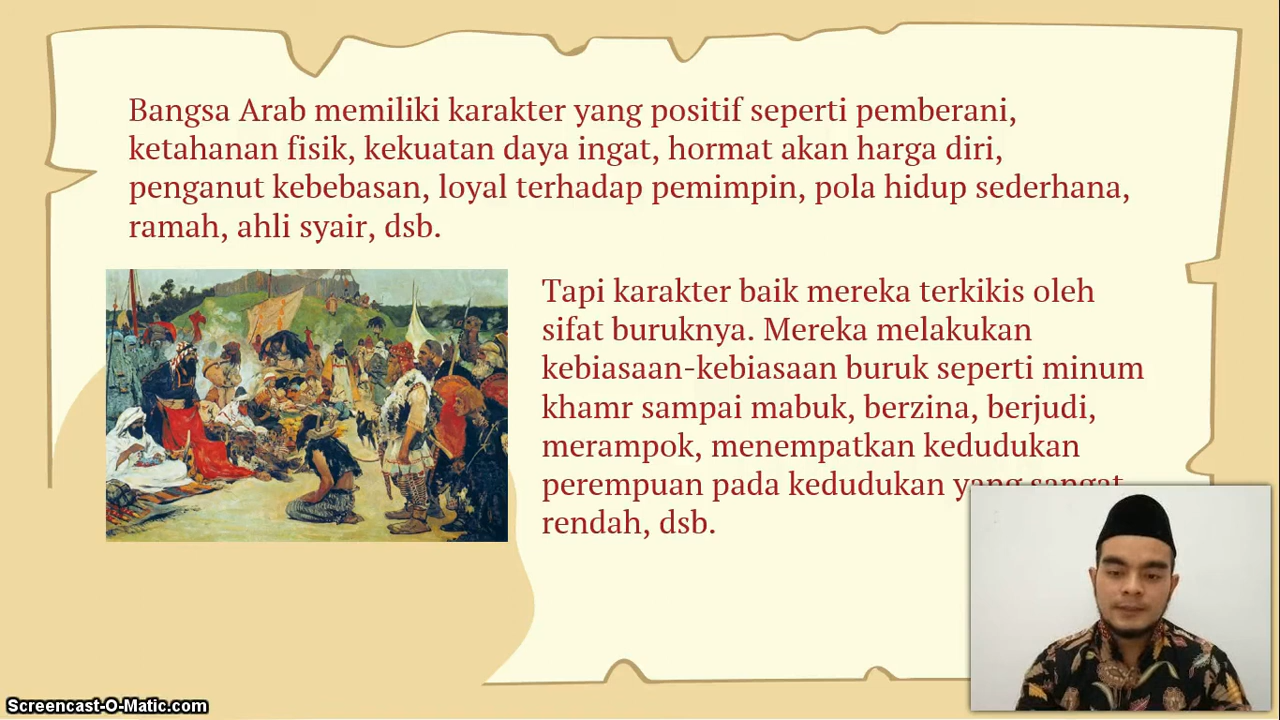 Bangsa Arab memiliki karakter yang positif seperti pemberani,
ketahanan fisik, kekuatan daya ingat, hormat akan harga diri,
penganut kebebasan, loyal terhadap pemimpin, pola hidup sederhana,
ramah, ahli syair, dsb.
Tapi karakter baik mereka terkikis oleh
sifat buruknya. Mereka melakukan
kebiasaan-kebiasaan buruk seperti minum
khamr sampai mabuk, berzina, berjudi,
merampok, menempatkan kedudukan
perempuan pada kedudukan yang sangat
rendah, dsb.
Screencast-O-Matic.com